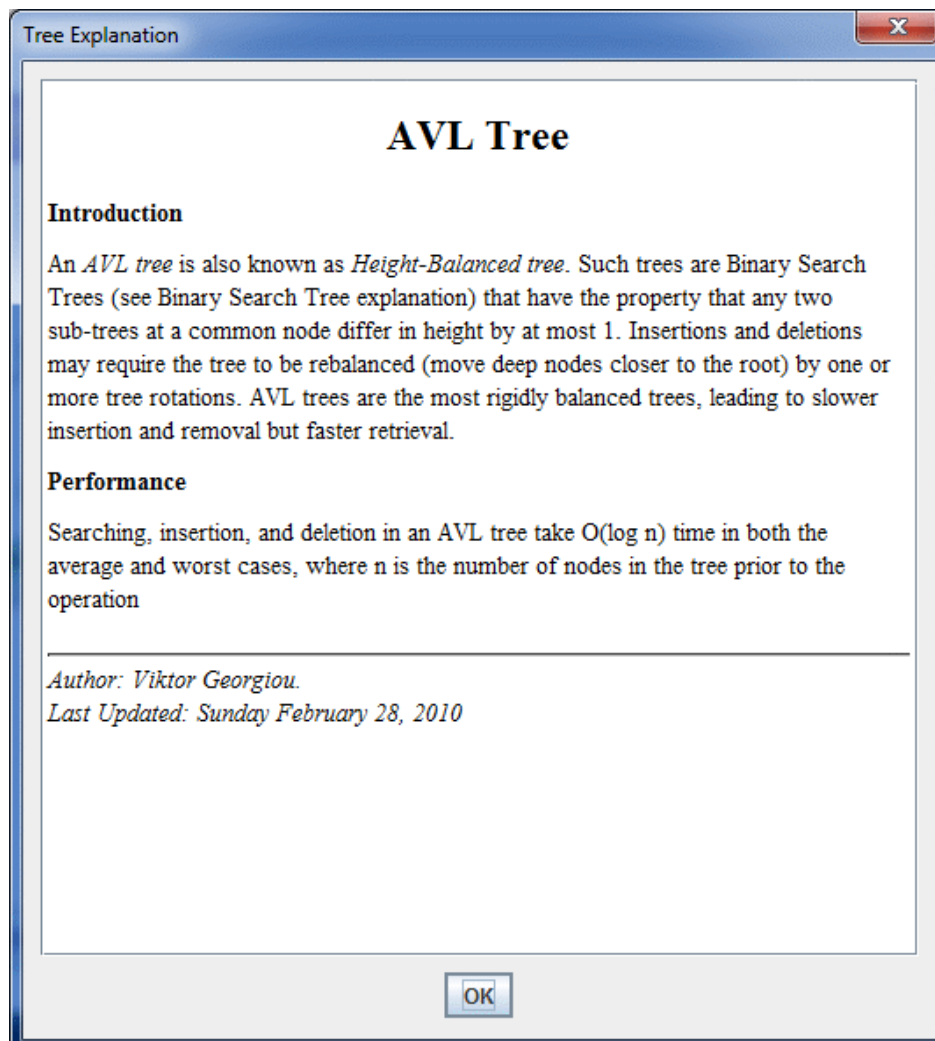 Tree Explanation
AVL Tree
Introduction
An AVL tree is also known as Height-Balanced tree. Such trees are Binary Search
Trees (see Binary Search Tree explanation) that have the property that any two
sub-trees at a common node differ in height by at most 1. Insertions and deletions
may require the tree to be rebalanced (move deep nodes closer to the root) by one or
more tree rotations. AVL trees are the most rigidly balanced trees, leading to slower
insertion and removal but faster retrieval.
Performance
Searching, insertion, and deletion in an AVL tree take O(log n) time in both the
average and worst cases, where n is the number of nodes in the tree prior to the
operation
Author: Viktor Georgiou.
Last Updated: Sunday February 28, 2010
OK